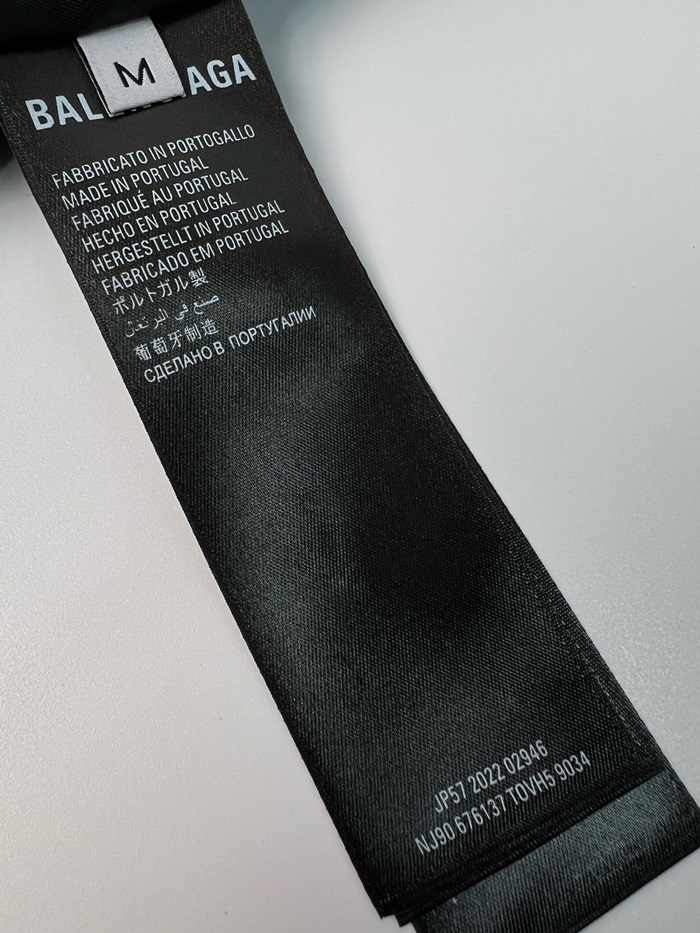 M
BAL AGA
FABBRICATO IN PORTOGALLO
MADE IN PORTUGAL
FABRIQUÉ AU PORTUGAL
HECHO EN PORTUGAL
HERGESTELLT IN PORTUGAL
FABRICADO EM PORTUGAL
ポルトガル製
صنع في البرتغال
葡萄牙制造
СДЕЛАНО В ПОРТУГАЛИИ
JP57 2022 02946
NJ90 676137 TOVH5 9034